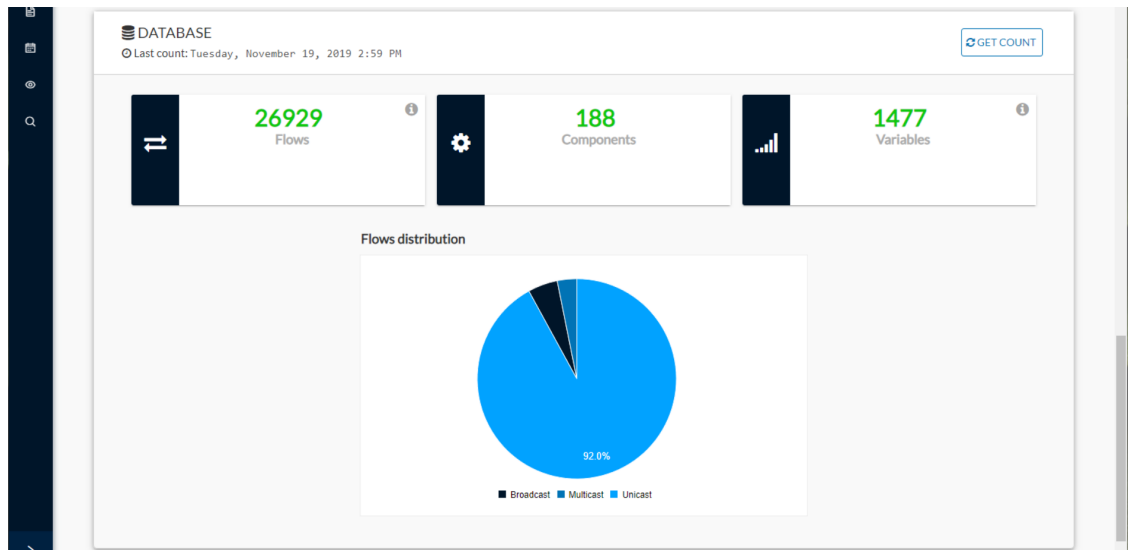 DATABASE
Last count: Tuesday, November 19, 2019 2:59 PM
GET COUNT
26929
Flows
188
Components
1477
Variables
Flows distribution
92.0%
Broadcast Multicast Unicast